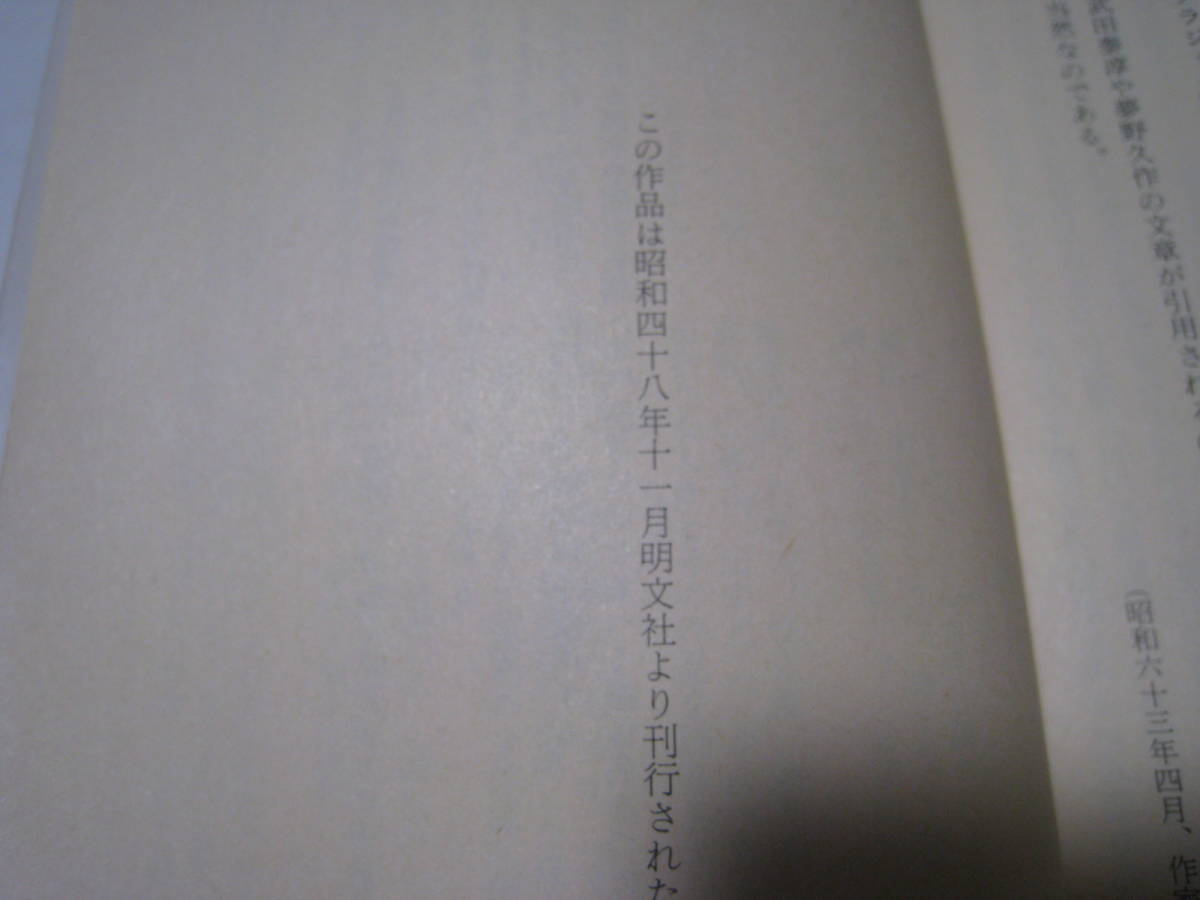 武田泰淳や夢野久作の文章が引用され
当然なのである。
(昭和六十三年四月、作家
この作品は昭和四十八年十一月明文社より刊行された